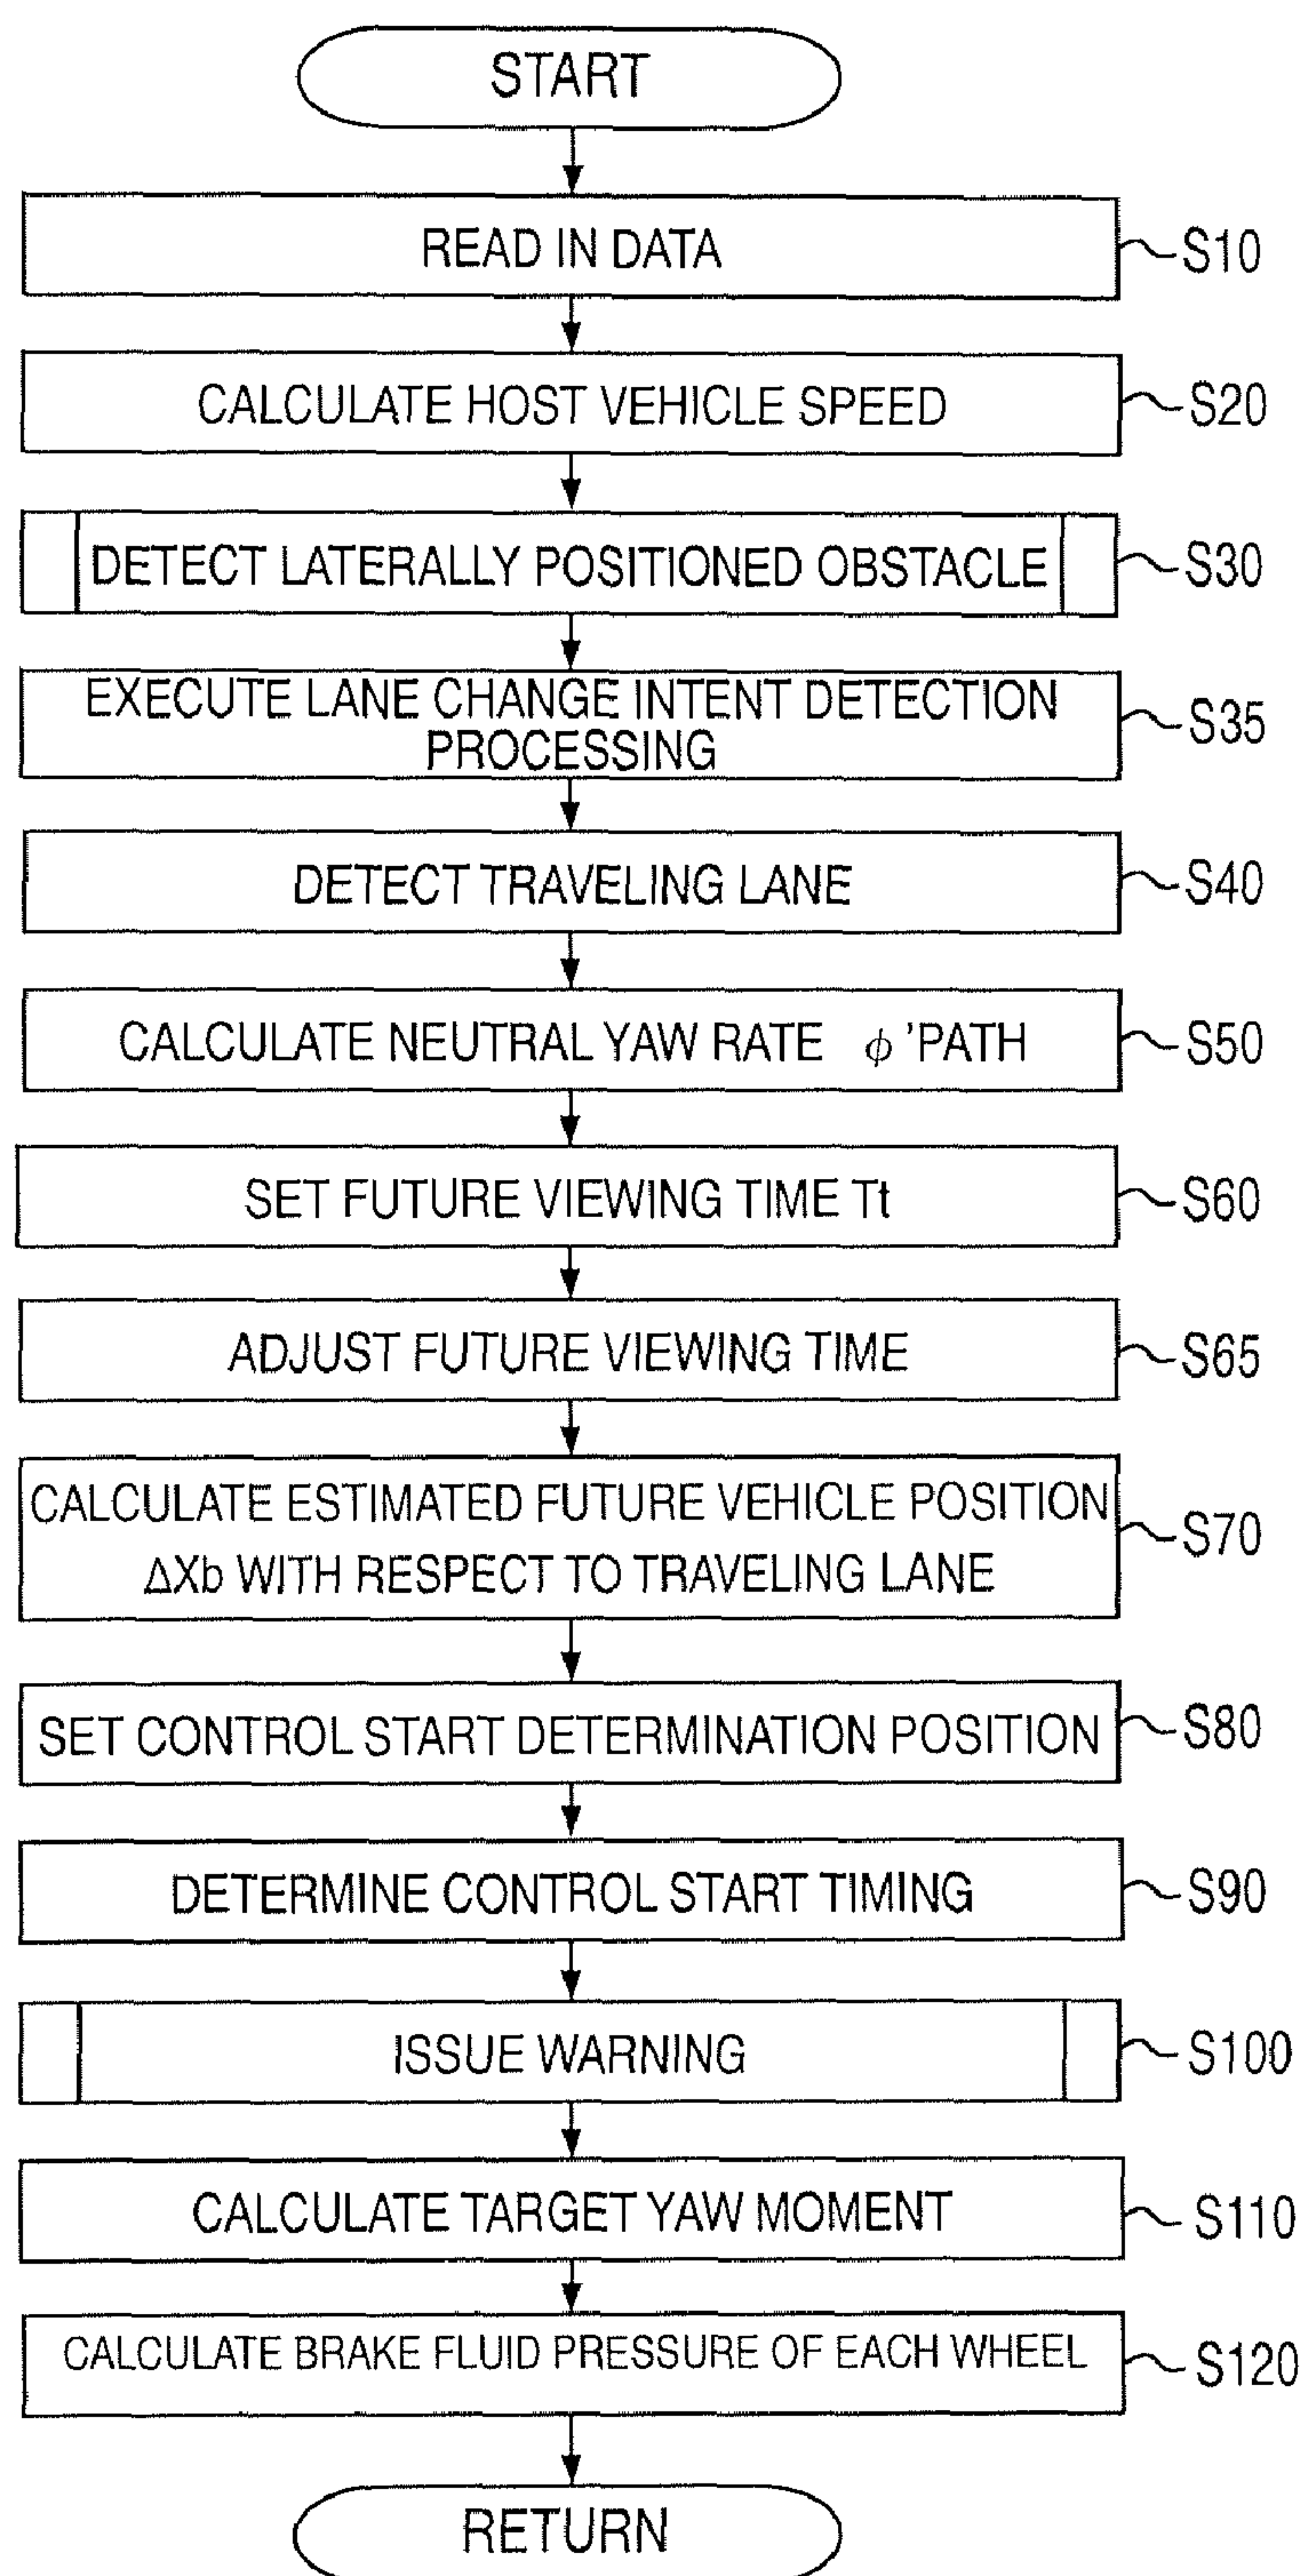 START
READ IN DATA
S10
CALCULATE HOST VEHICLE SPEED
S20
DETECT LATERALLY POSITIONED OBSTACLE
S30
EXECUTE LANE CHANGE INTENT DETECTION
PROCESSING
S35
DETECT TRAVELING LANE
S40
CALCULATE NEUTRAL YAW RATE ϕ 'PATH
S50
SET FUTURE VIEWING TIME Tt
S60
ADJUST FUTURE VIEWING TIME
S65
CALCULATE ESTIMATED FUTURE VEHICLE POSITION
ΔXb WITH RESPECT TO TRAVELING LANE
S70
SET CONTROL START DETERMINATION POSITION
S80
DETERMINE CONTROL START TIMING
S90
ISSUE WARNING
S100
CALCULATE TARGET YAW MOMENT
S110
CALCULATE BRAKE FLUID PRESSURE OF EACH WHEEL
S120
RETURN